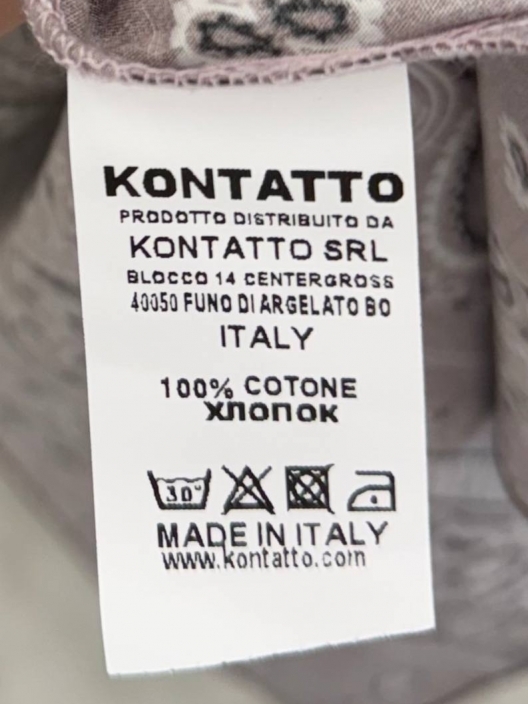 KONTATTO
PRODOTTO DISTRIBUITO DA
KONTATTO SRL
BLOCCO 14 CENTERGROSS
40050 FUNO DI ARGELATO BO
ITALY
100% COTONE
ХЛОПОК
30°
MADE IN ITALY
www.kontatto.com